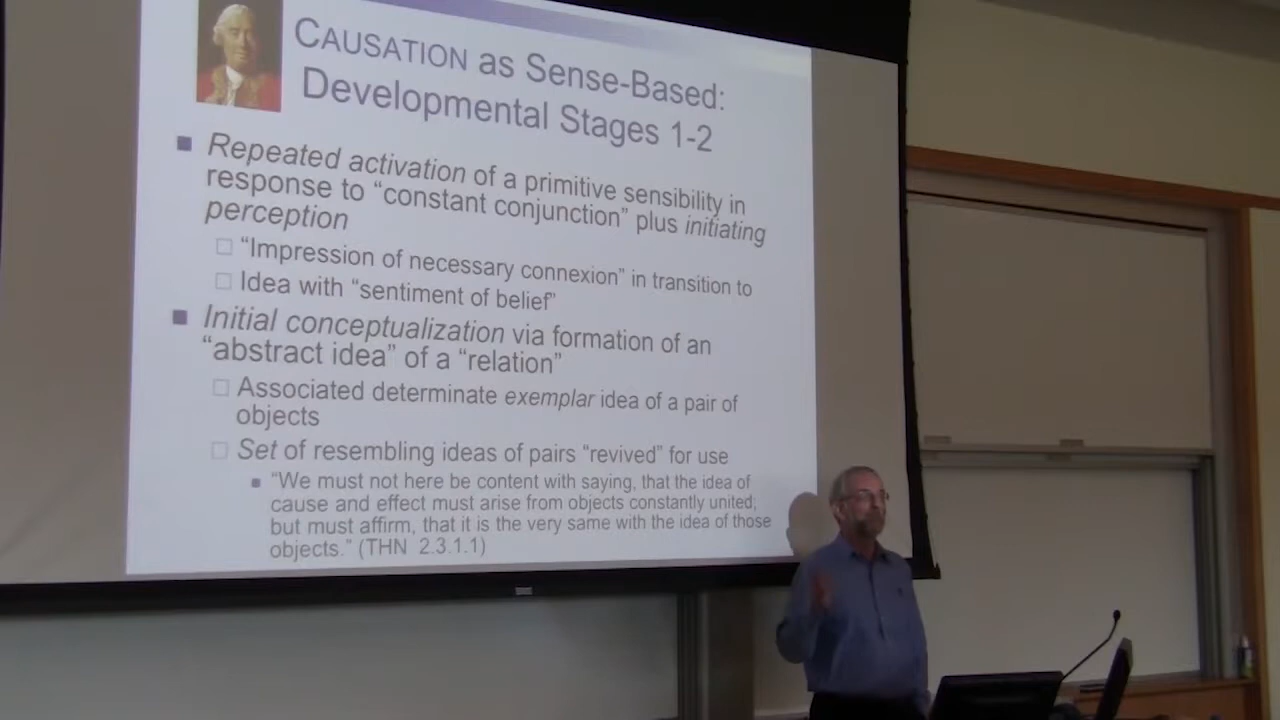 CAUSATION as Sense-Based:
Developmental Stages 1-2
Repeated activation of a primitive sensibility in
response to “constant conjunction” plus initiating
perception
“Impression of necessary connexion” in transition to
Idea with “sentiment of belief”
Initial conceptualization via formation of an
“abstract idea” of a “relation”
Associated determinate exemplar idea of a pair of
objects
Set of resembling ideas of pairs “revived” for use
“We must not here be content with saying, that the idea of
cause and effect must arise from objects constantly united;
but must affirm, that it is the very same with the idea of those
objects.” (THN 2.3.1.1)